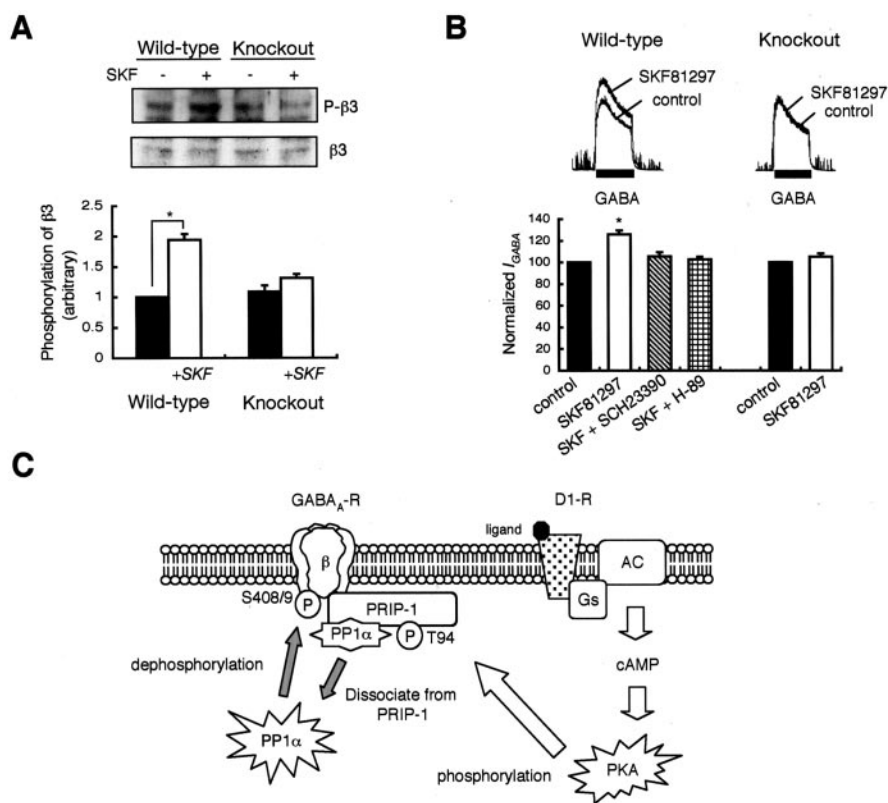 A
Wild-type Knockout
SKF - + - +
P-β3
β3
Phosphorylation of β3
(arbitrary)
2.5
2
1.5
1
0.5
0
*
+SKF +SKF
Wild-type Knockout
B
Wild-type Knockout
SKF81297
control
SKF81297
control
GABA GABA
Normalized I_GABA
140
120
100
80
60
40
20
0
*
control
SKF81297
SKF + SCH23390
SKF + H-89
control
SKF81297
C
GABA_A-R
D1-R
ligand
β
AC
S408/9
P
PRIP-1
Gs
PP1α
P
T94
dephosphorylation
cAMP
Dissociate from
PRIP-1
PP1α
phosphorylation
PKA